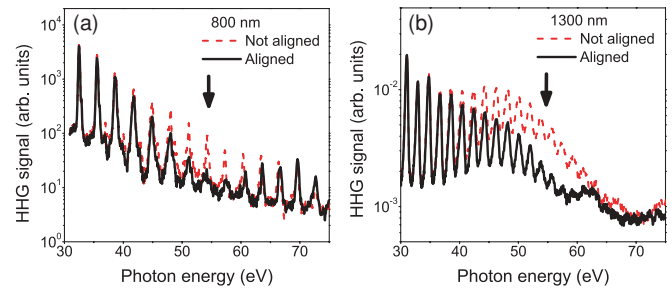 (a)
800 nm
Not aligned
Aligned
HHG signal (arb. units)
10^4
10^3
10^2
10^1
10^0
30 40 50 60 70
Photon energy (eV)
(b)
1300 nm
Not aligned
Aligned
HHG signal (arb. units)
10^-2
10^-3
30 40 50 60 70
Photon energy (eV)